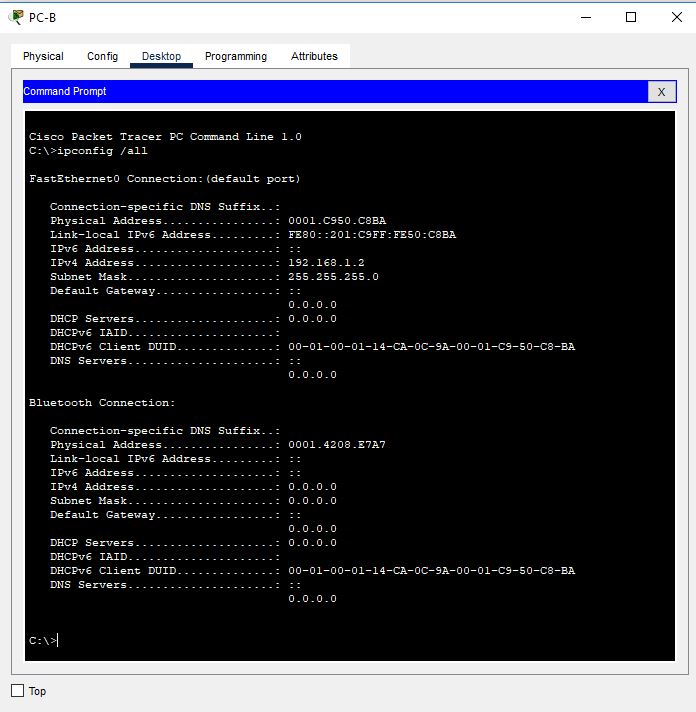 PC-B
Physical Config Desktop Programming Attributes
Command Prompt X
Cisco Packet Tracer PC Command Line 1.0
C:\>ipconfig /all
FastEthernet0 Connection:(default port)
Connection-specific DNS Suffix..:
Physical Address................: 0001.C950.C8BA
Link-local IPv6 Address.........: FE80::201:C9FF:FE50:C8BA
IPv6 Address....................: ::
IPv4 Address....................: 192.168.1.2
Subnet Mask.....................: 255.255.255.0
Default Gateway.................: ::
0.0.0.0
DHCP Servers....................: 0.0.0.0
DHCPv6 IAID.....................:
DHCPv6 Client DUID..............: 00-01-00-01-14-CA-0C-9A-00-01-C9-50-C8-BA
DNS Servers.....................: ::
0.0.0.0
Bluetooth Connection:
Connection-specific DNS Suffix..:
Physical Address................: 0001.4208.E7A7
Link-local IPv6 Address.........: ::
IPv6 Address....................: ::
IPv4 Address....................: 0.0.0.0
Subnet Mask.....................: 0.0.0.0
Default Gateway.................: ::
0.0.0.0
DHCP Servers....................: 0.0.0.0
DHCPv6 IAID.....................:
DHCPv6 Client DUID..............: 00-01-00-01-14-CA-0C-9A-00-01-C9-50-C8-BA
DNS Servers.....................: ::
0.0.0.0
C:\>
Top